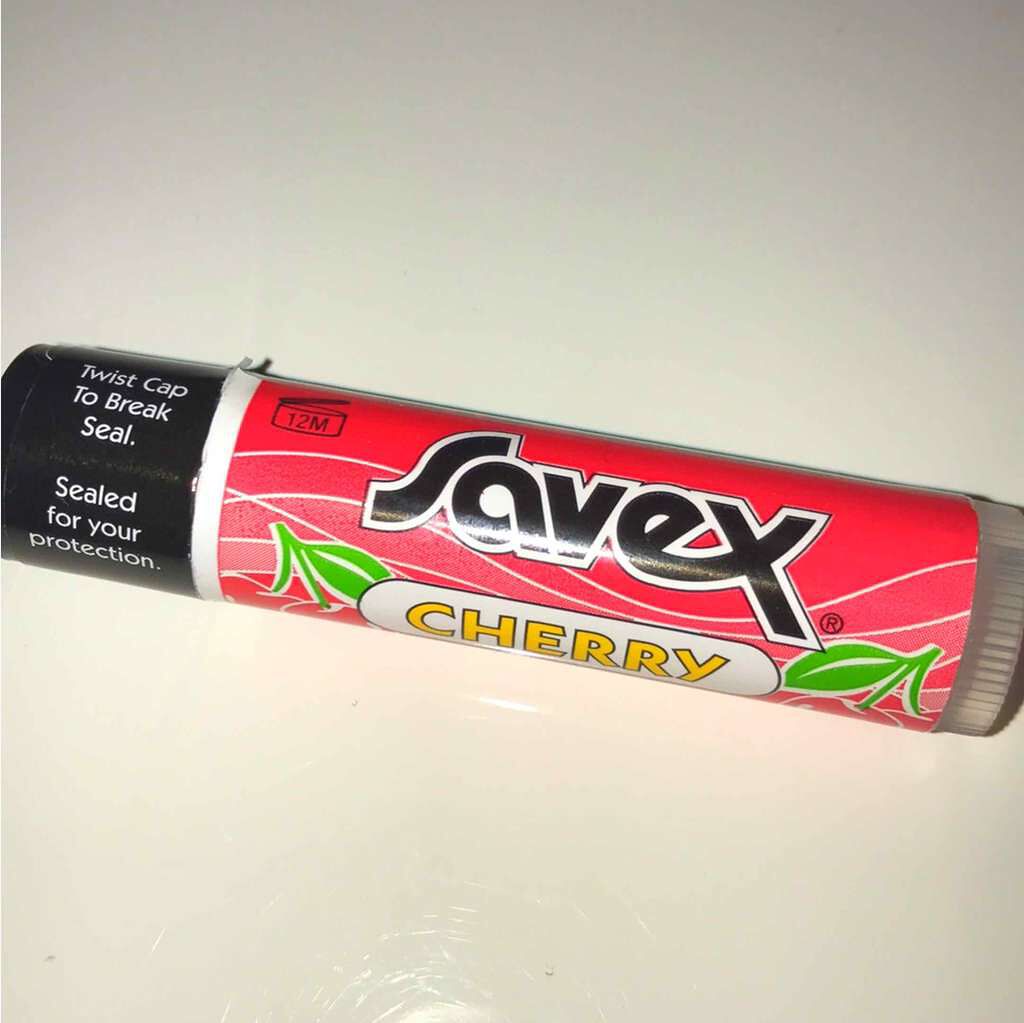 Twist Cap
To Break
Seal.
Sealed
for your
protection.
12M
Savex®
CHERRY